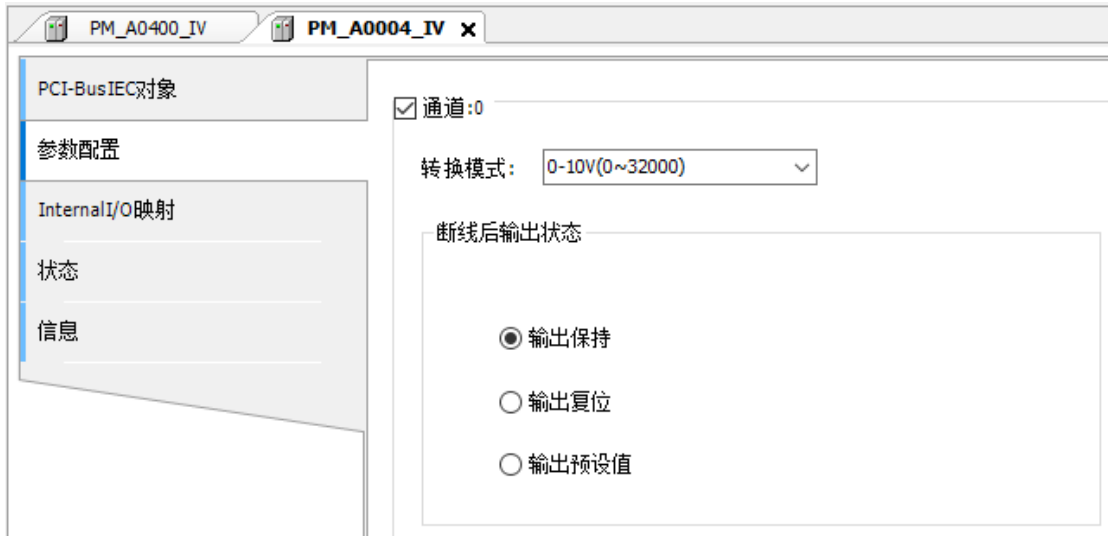 PM_A0400_IV
PM_A0004_IV
PCI-BusIEC对象
参数配置
InternalI/O映射
状态
信息
通道:0
转换模式:
0-10V(0~32000)
断线后输出状态
输出保持
输出复位
输出预设值